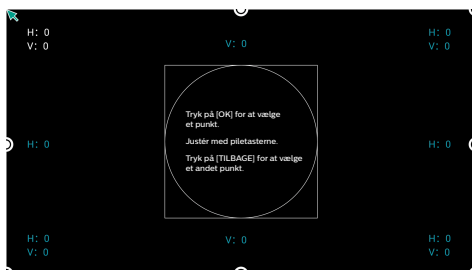 H: 0
V: 0
V: 0
H: 0
V: 0
Tryk på [OK] for at vælge
et punkt.
Justér med piletasterne.
Tryk på [TILBAGE] for at vælge
et andet punkt.
H: 0
H: 0
H: 0
V: 0
V: 0
H: 0
V: 0